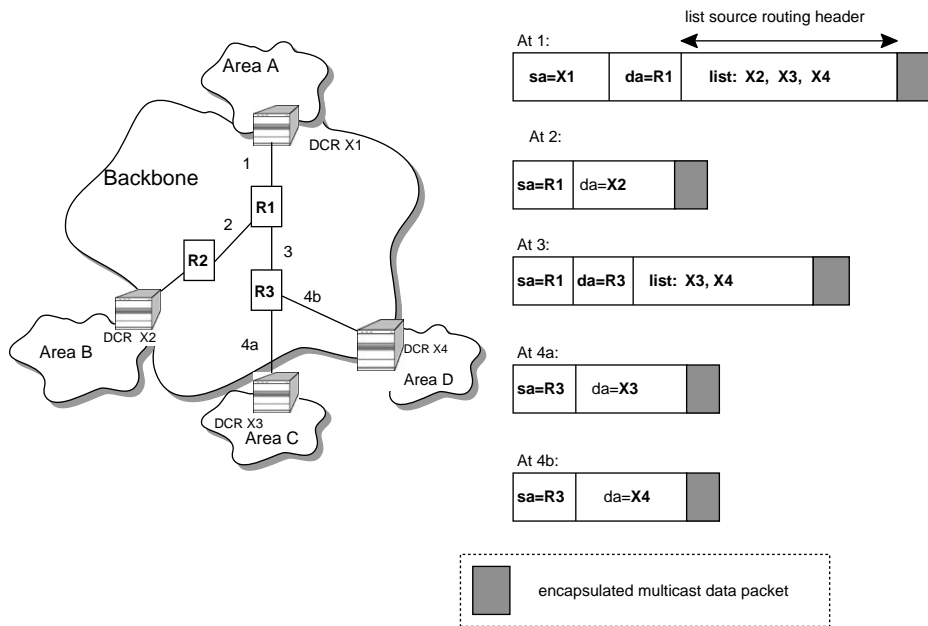 Area A
DCR X1
1
Backbone
R1
2
3
R2
R3
4b
DCR X2
Area B
4a
DCR X4
Area D
DCR X3
Area C
list source routing header
At 1:
sa=X1 da=R1 list: X2, X3, X4
At 2:
sa=R1 da=X2
At 3:
sa=R1 da=R3 list: X3, X4
At 4a:
sa=R3 da=X3
At 4b:
sa=R3 da=X4
encapsulated multicast data packet